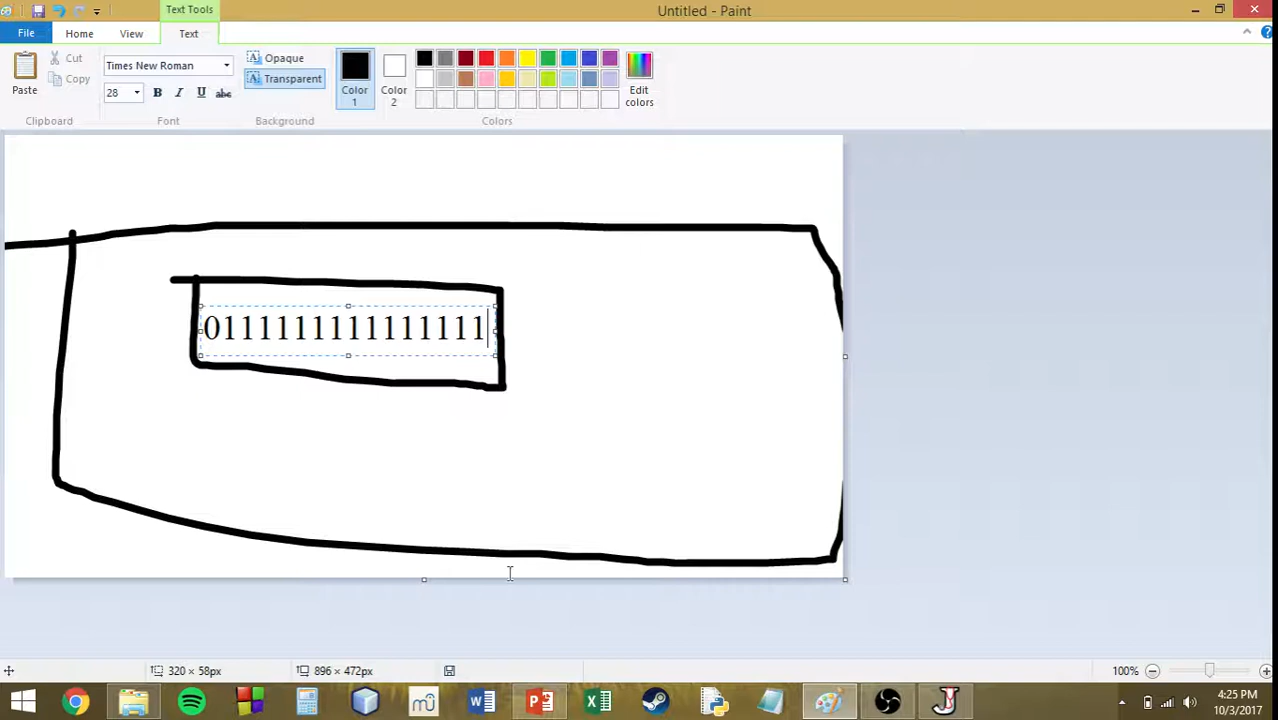 Text Tools
Untitled - Paint
File Home View Text
Paste
Cut
Copy
Clipboard
Times New Roman
28 B I U abc
Font
Opaque
Transparent
Background
Color 1
Color 2
Edit colors
Colors
0111111111111111
320 × 58px
896 × 472px
100%
4:25 PM
10/3/2017